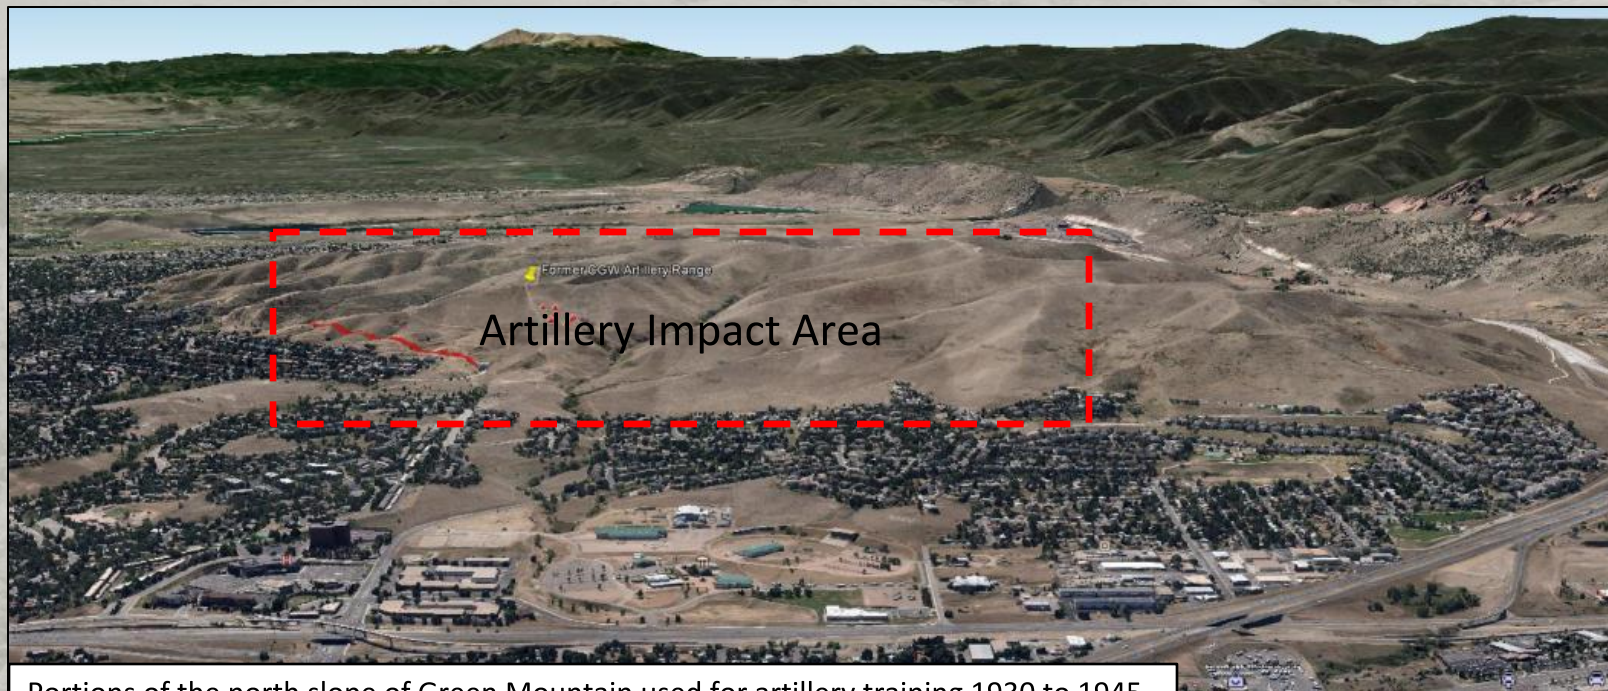 Former CGW Artillery Range
Artillery Impact Area
Portions of the north slope of Green Mountain used for artillery training 1930 to 1945